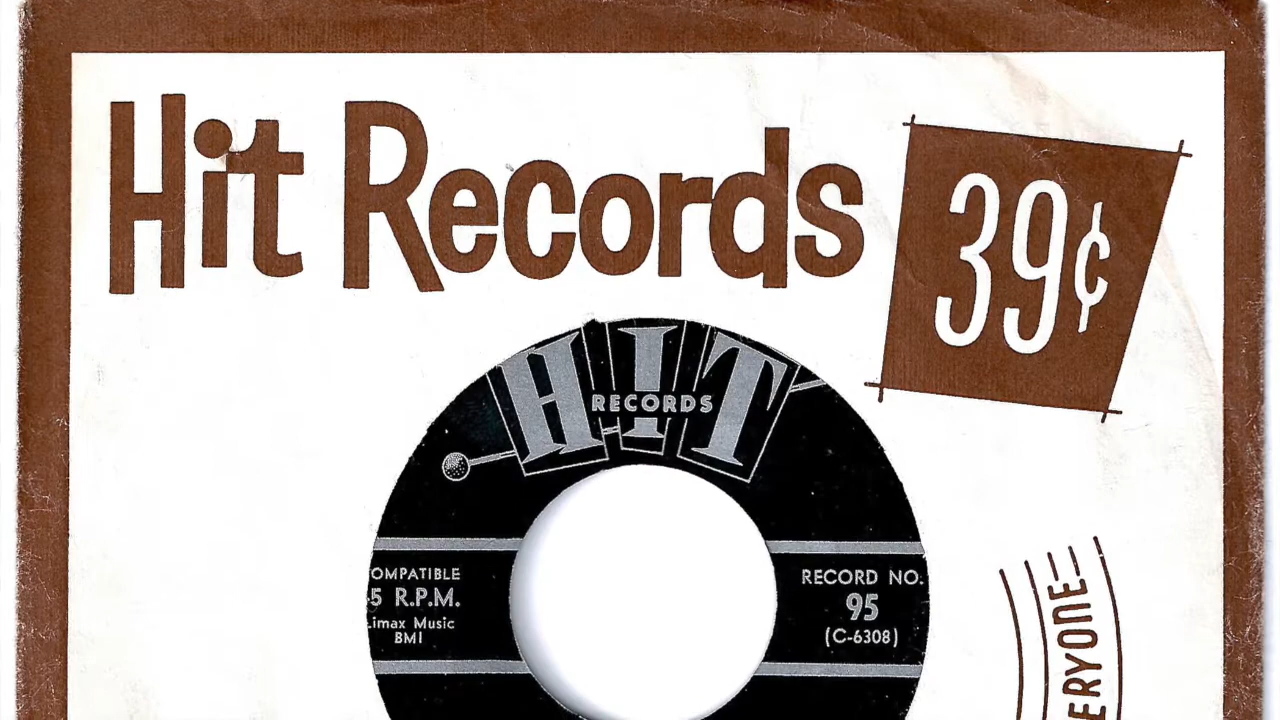 Hit Records
39¢
HIT
RECORDS
OMPATIBLE
5 R.P.M.
Limax Music
BMI
RECORD NO.
95
(C-6308)
ERYONE